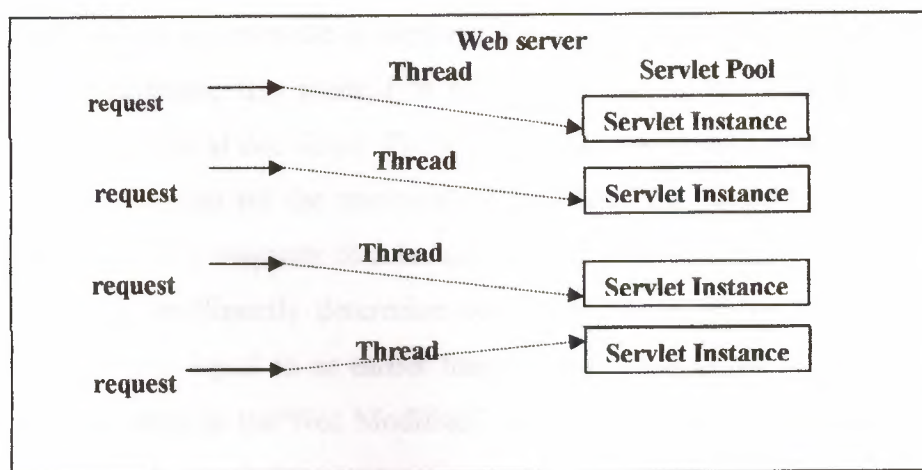 Web server
Thread
Servlet Pool
request
Servlet Instance
Thread
request
Servlet Instance
Thread
request
Servlet Instance
Thread
request
Servlet Instance